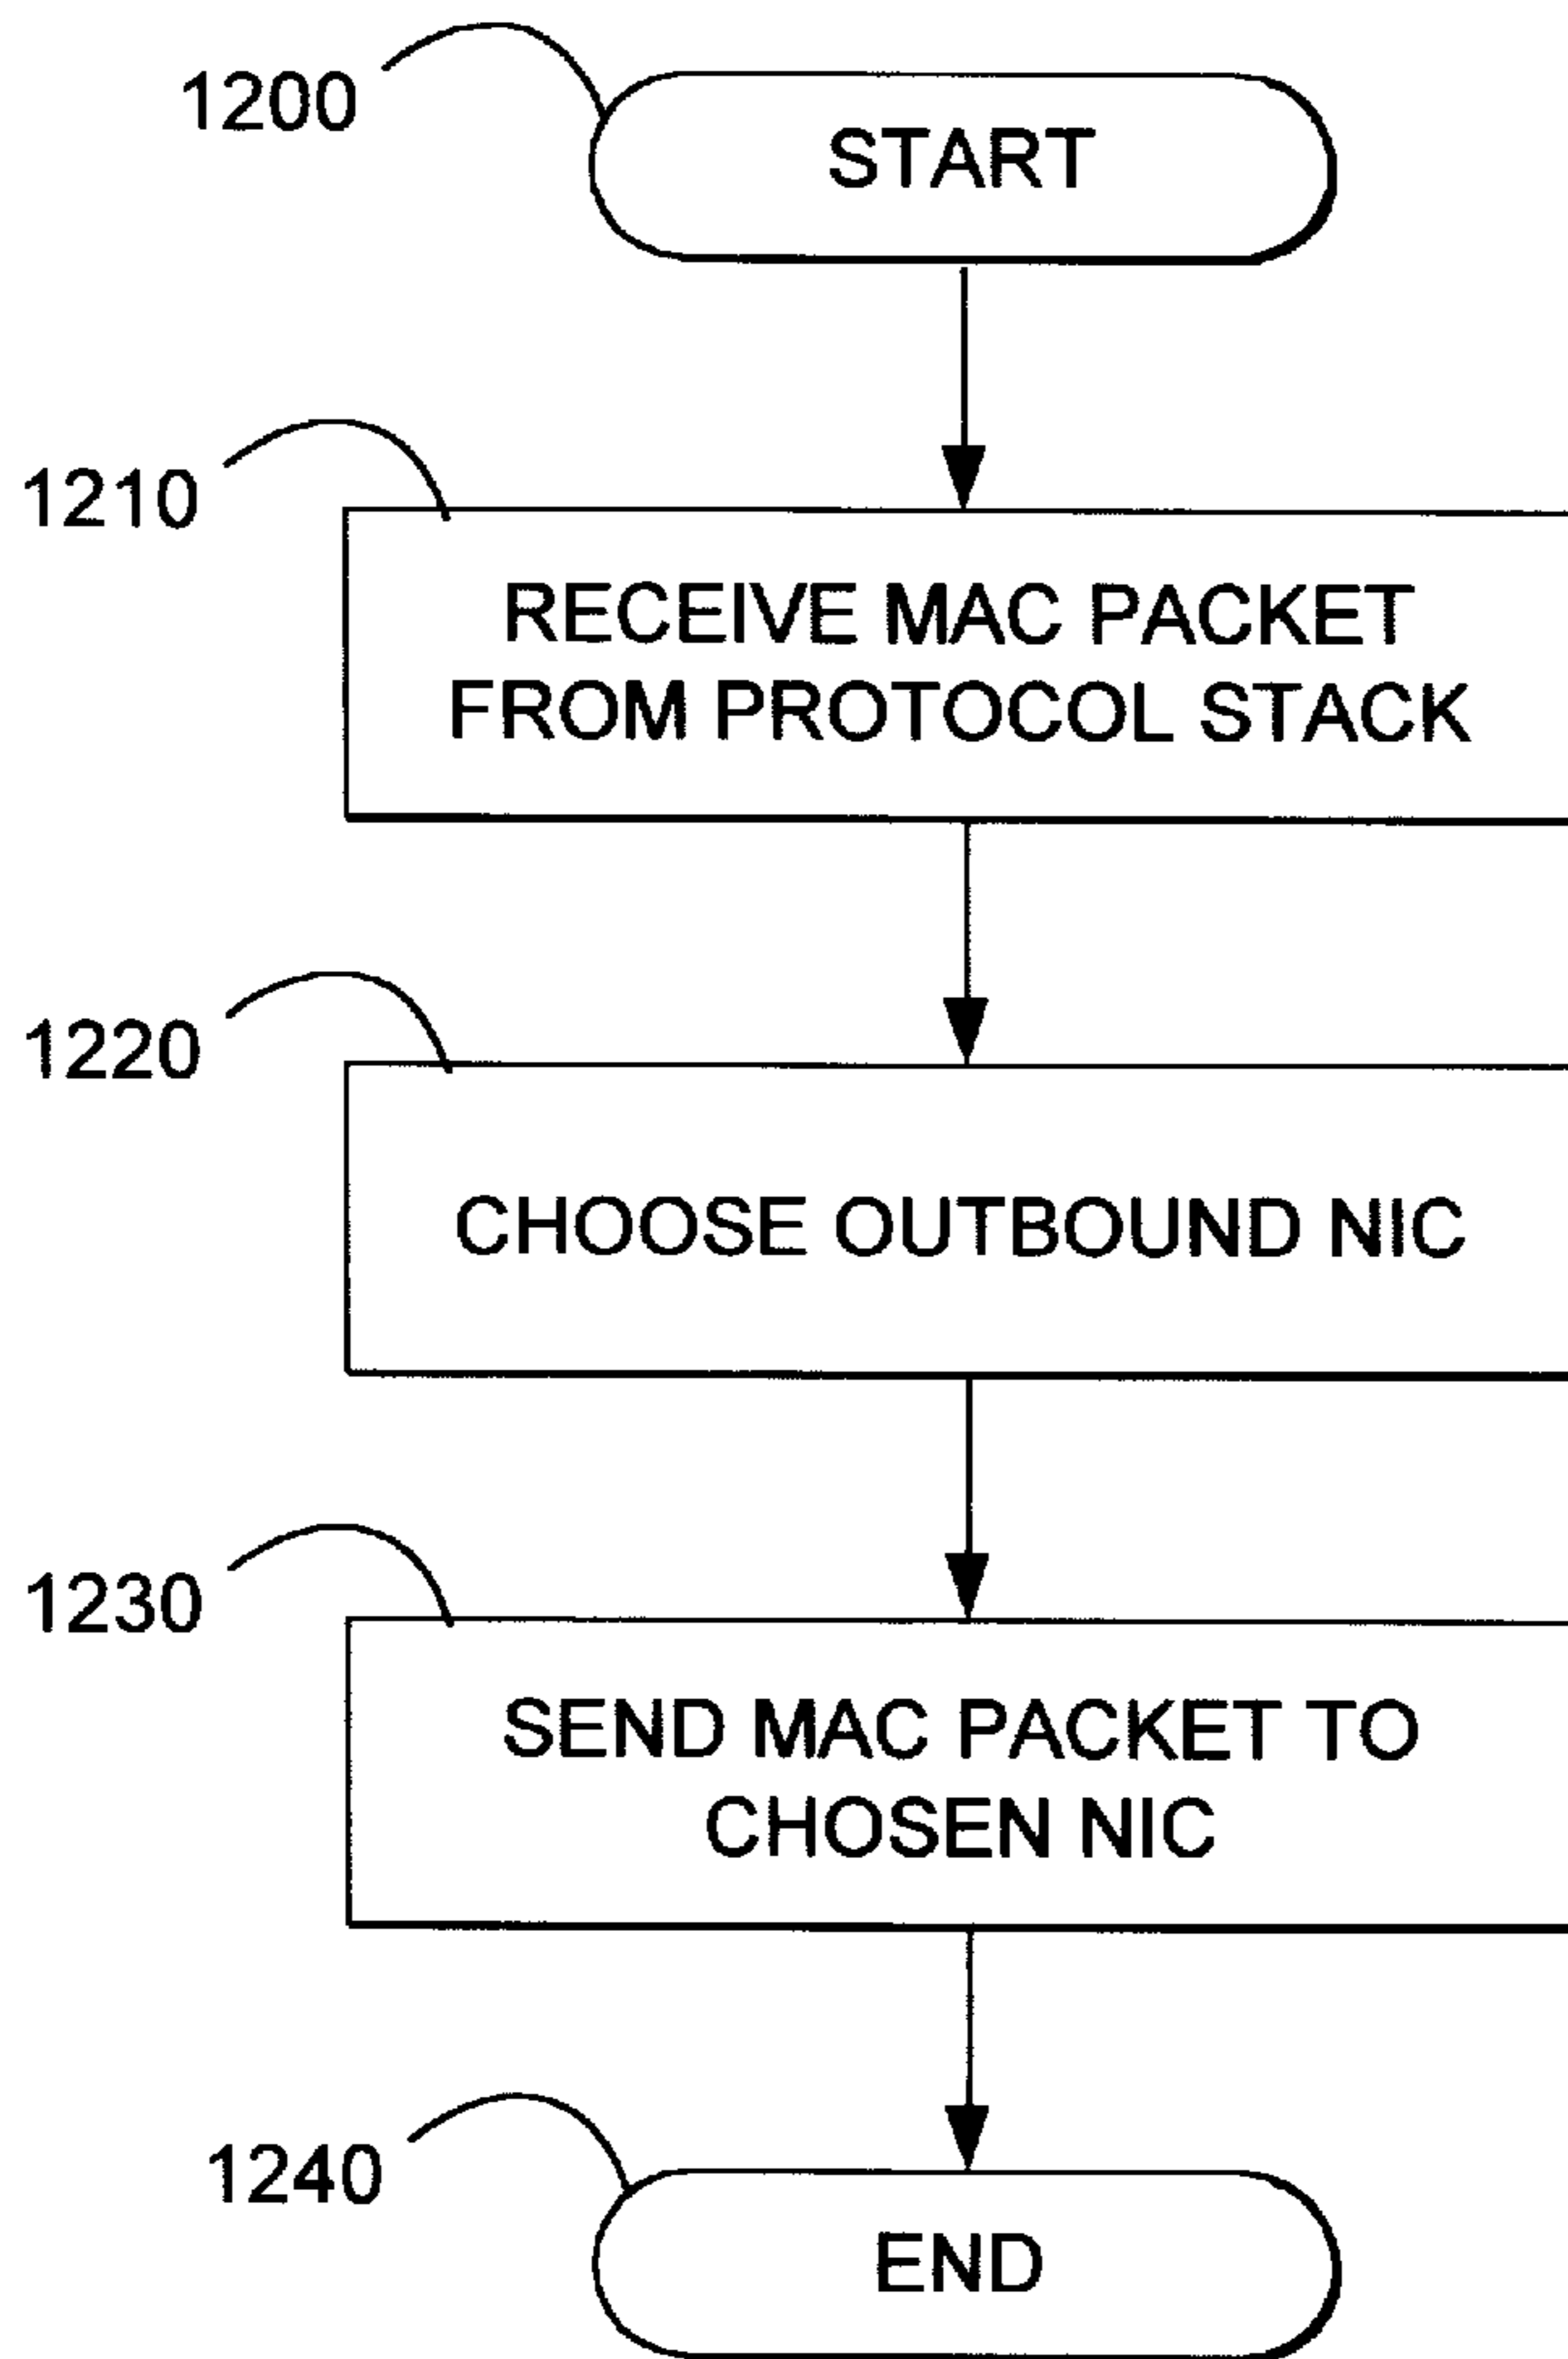 1200
START
1210
RECEIVE MAC PACKET
FROM PROTOCOL STACK
1220
CHOOSE OUTBOUND NIC
1230
SEND MAC PACKET TO
CHOSEN NIC
1240
END